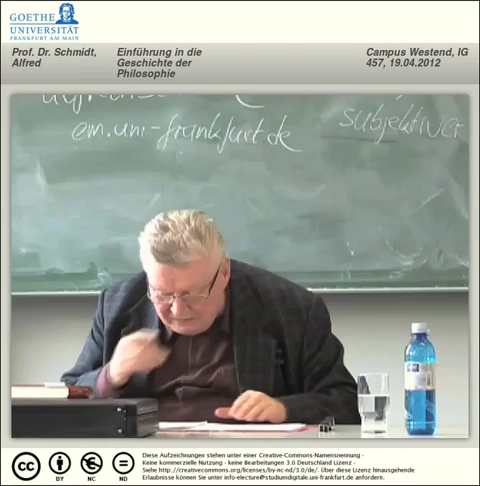 GOETHE
UNIVERSITÄT
FRANKFURT AM MAIN
Prof. Dr. Schmidt, Alfred
Einführung in die Geschichte der Philosophie
Campus Westend, IG 457, 19.04.2012
em.uni-frankfurt.de
subjektiver
cc BY NC ND
Diese Aufzeichnungen stehen unter einer Creative-Commons-Namensnennung -
Keine kommerzielle Nutzung - keine Bearbeitungen 3.0 Deutschland Lizenz -
Siehe http://creativecommons.org/licenses/by-nc-nd/3.0/de/. Über diese Lizenz hinausgehende
Erlaubnisse können Sie unter info-electure@studiumdigitale.uni-frankfurt.de anfordern.